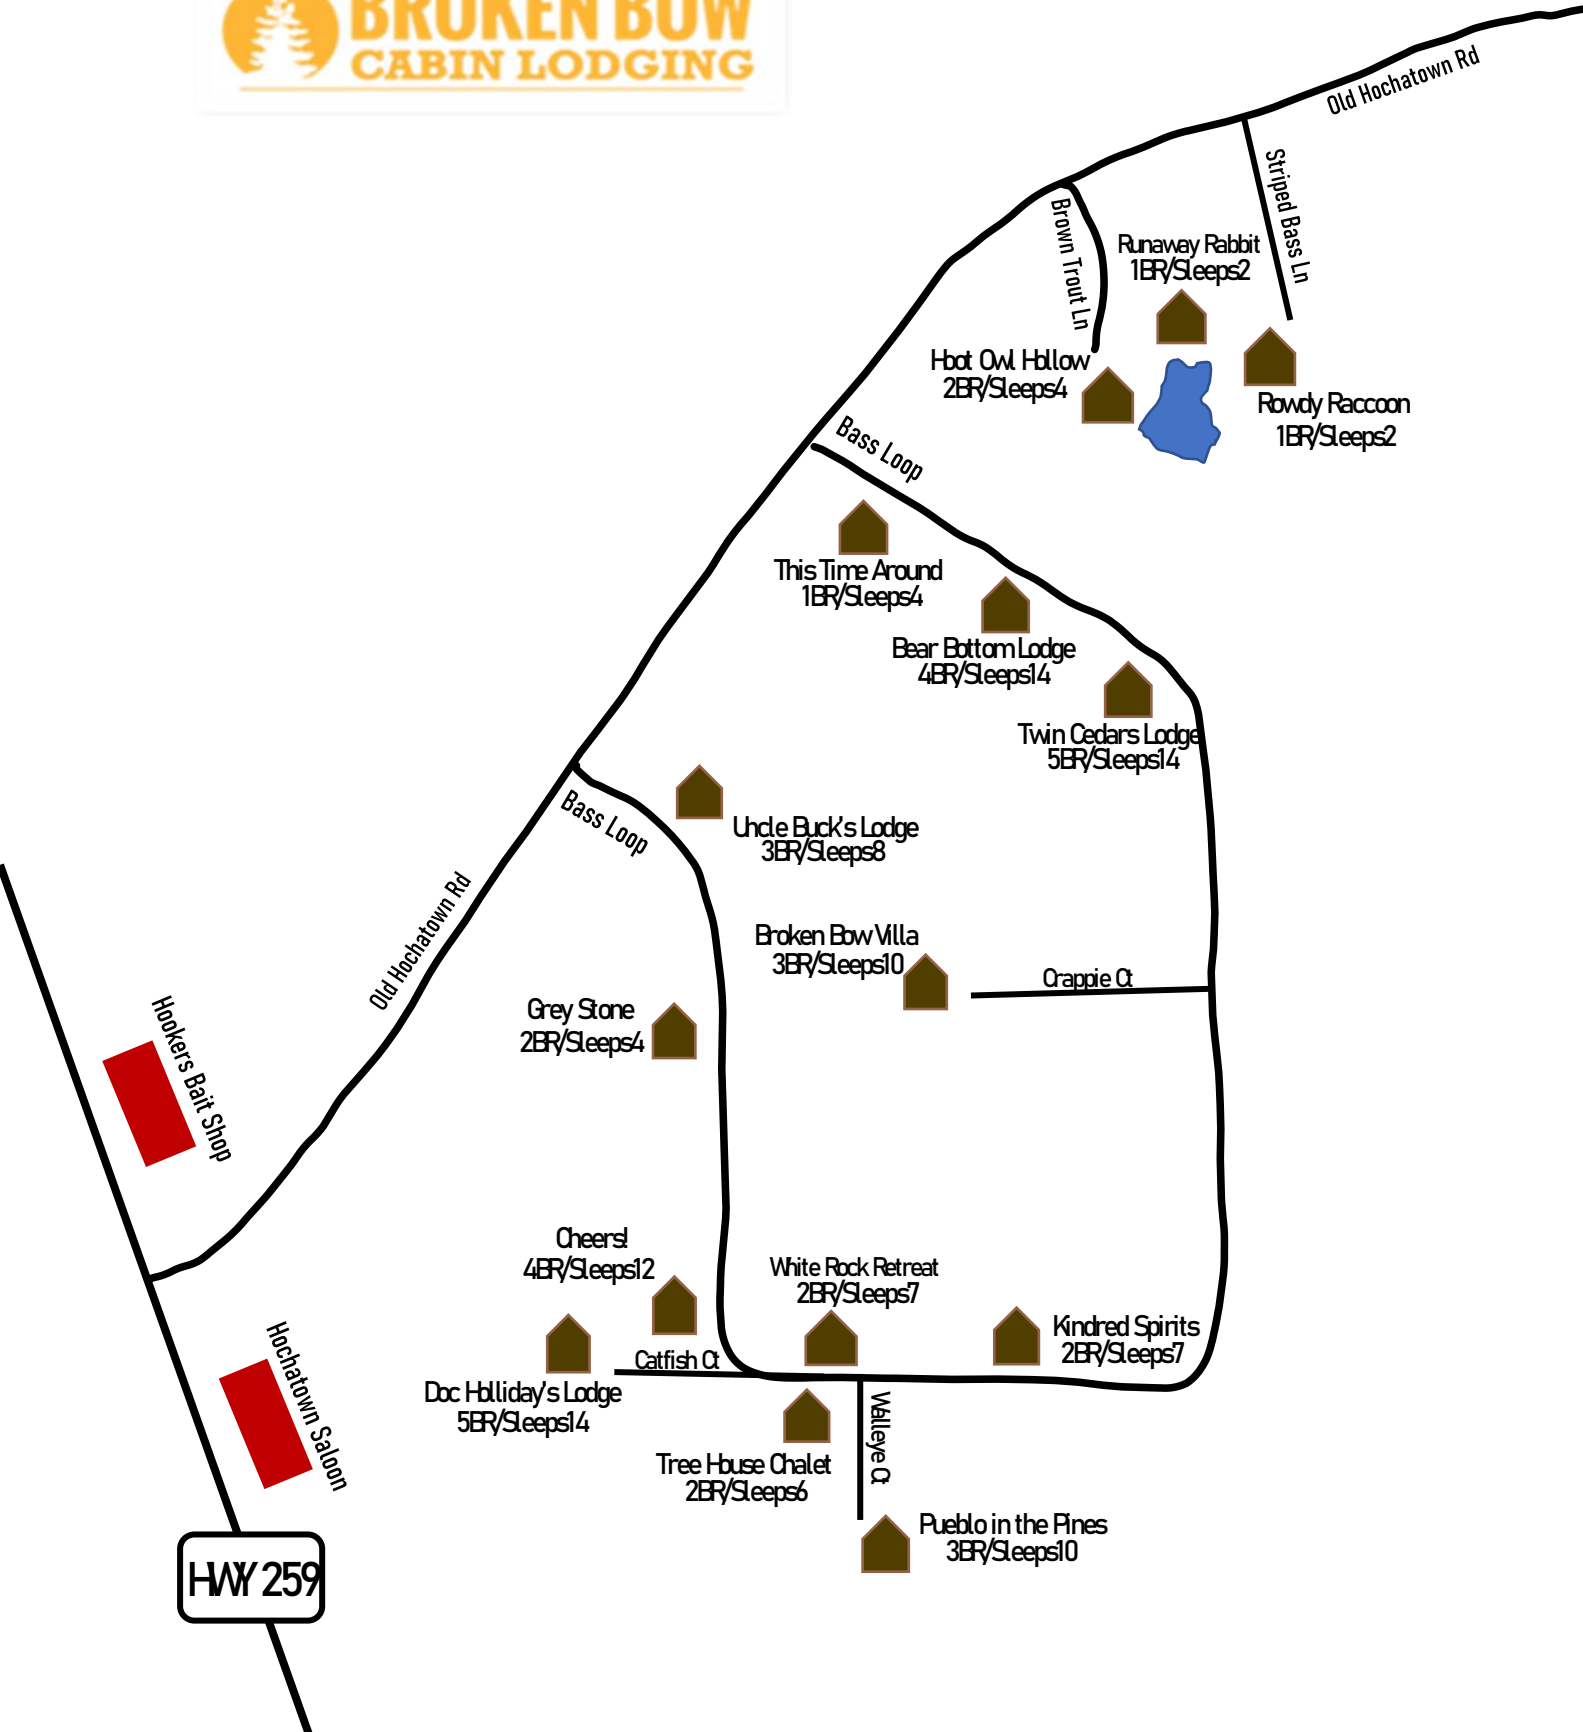 BROKEN BOW
CABIN LODGING
Old Hochatown Rd
Striped Bass Ln
Brown Trout Ln
Runaway Rabbit
1BR/Sleeps2
Hoot Owl Hollow
2BR/Sleeps4
Rowdy Raccoon
1BR/Sleeps2
Bass Loop
This Time Around
1BR/Sleeps4
Bear Bottom Lodge
4BR/Sleeps14
Twin Cedars Lodge
5BR/Sleeps14
Bass Loop
Uncle Buck's Lodge
3BR/Sleeps8
Old Hochatown Rd
Broken Bow Villa
3BR/Sleeps10
Crappie Ct
Grey Stone
2BR/Sleeps4
Hookers Bait Shop
Cheers!
4BR/Sleeps12
White Rock Retreat
2BR/Sleeps7
Kindred Spirits
2BR/Sleeps7
Catfish Ct
Doc Holliday's Lodge
5BR/Sleeps14
Hochatown Saloon
Walleye Ct
Tree House Chalet
2BR/Sleeps6
Pueblo in the Pines
3BR/Sleeps10
HWY 259